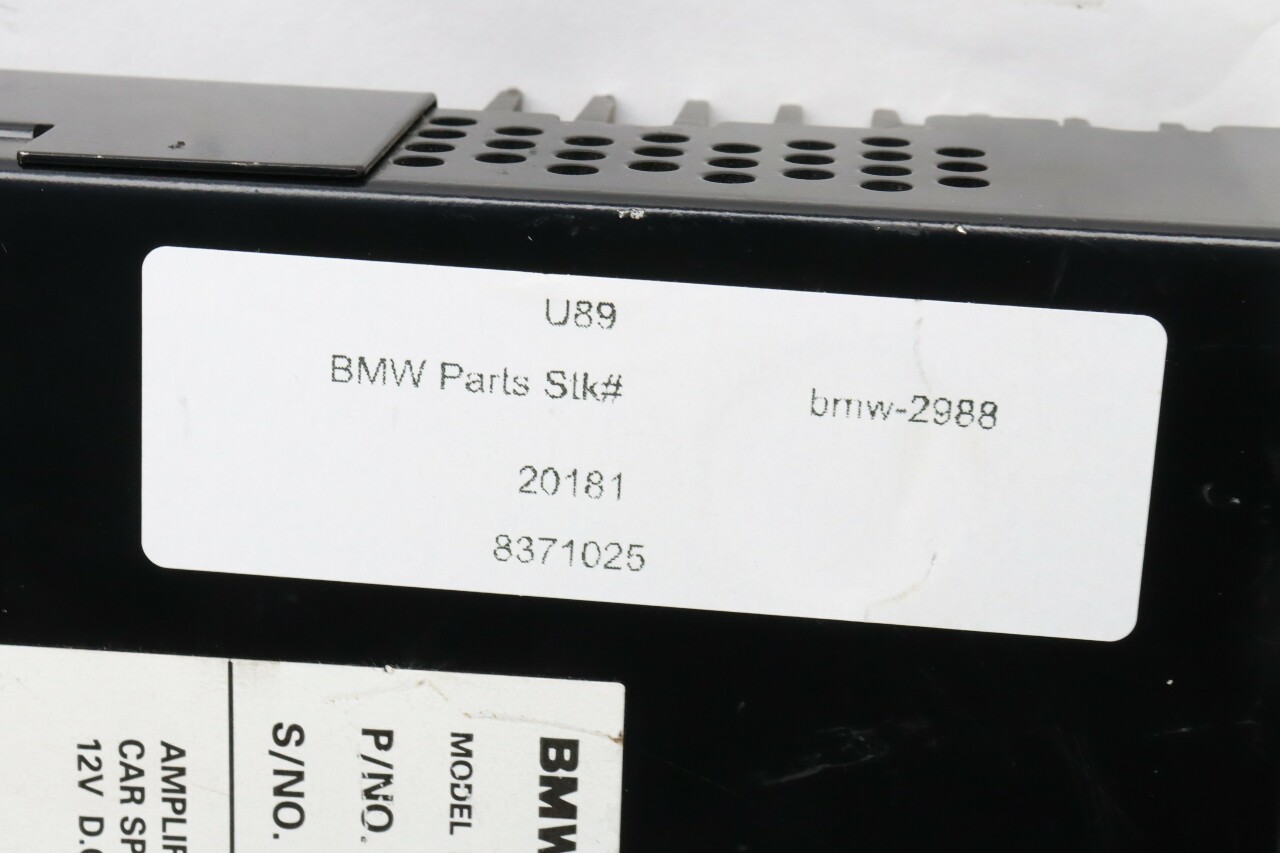 U89
BMW Parts Stk# bmw-2988
20181
8371025
BMW
MODEL
P/NO.
S/NO.
AMPLIF
CAR SP
12V D.C